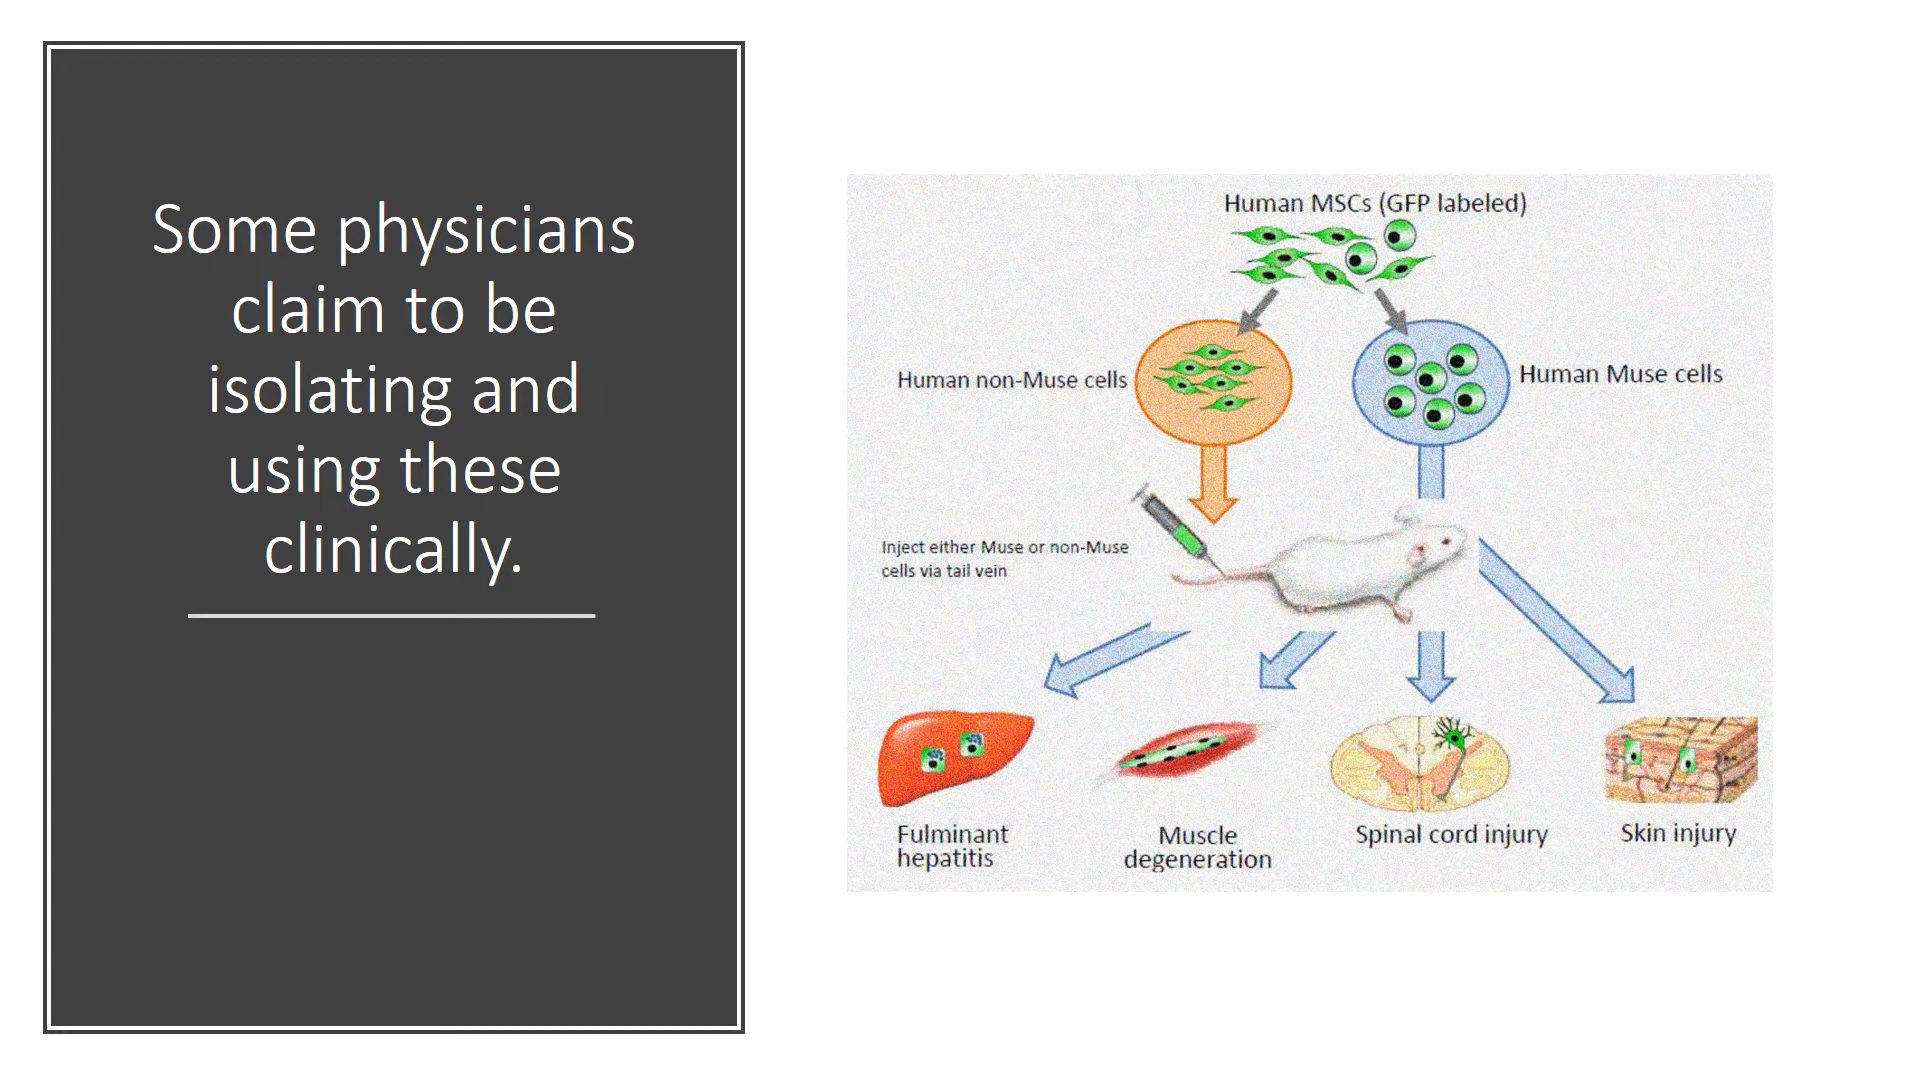 Some physicians
claim to be
isolating and
using these
clinically.
Human MSCs (GFP labeled)
Human non-Muse cells
Human Muse cells
Inject either Muse or non-Muse
cells via tail vein
Fulminant
hepatitis
Muscle
degeneration
Spinal cord injury
Skin injury